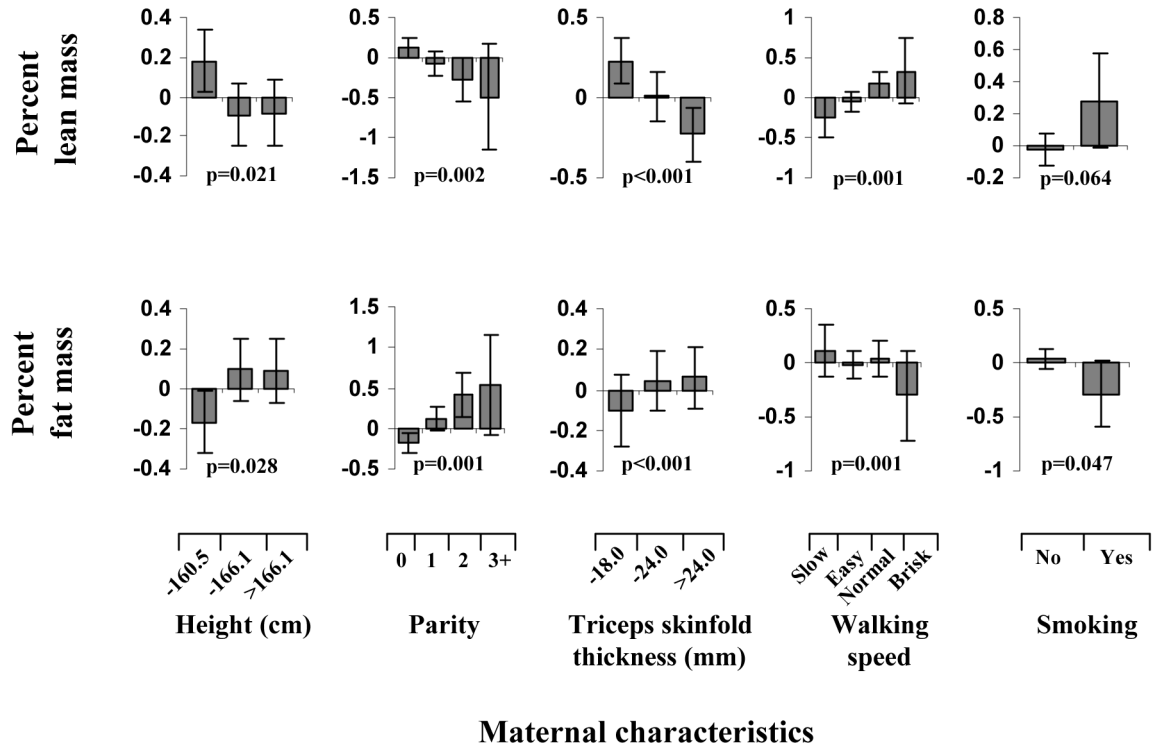 Percent
lean mass
0.4
0.2
0
-0.2
-0.4
p=0.021
0.5
0
-0.5
-1
-1.5
p=0.002
0.5
0
-0.5
p<0.001
1
0.5
0
-0.5
-1
p=0.001
0.8
0.6
0.4
0.2
0
-0.2
p=0.064
Percent
fat mass
0.4
0.2
0
-0.2
-0.4
p=0.028
1.5
1
0.5
0
-0.5
p=0.001
0.4
0.2
0
-0.2
0.4
p<0.001
0.5
0
-0.5
-1
p=0.001
0.5
0
-0.5
-1
p=0.047
-160.5
-166.1
>166.1
Height (cm)
0 1 2 3+
Parity
-18.0
-24.0
>24.0
Triceps skinfold
thickness (mm)
Slow
Easy
Normal
Brisk
Walking
speed
No Yes
Smoking
Maternal characteristics